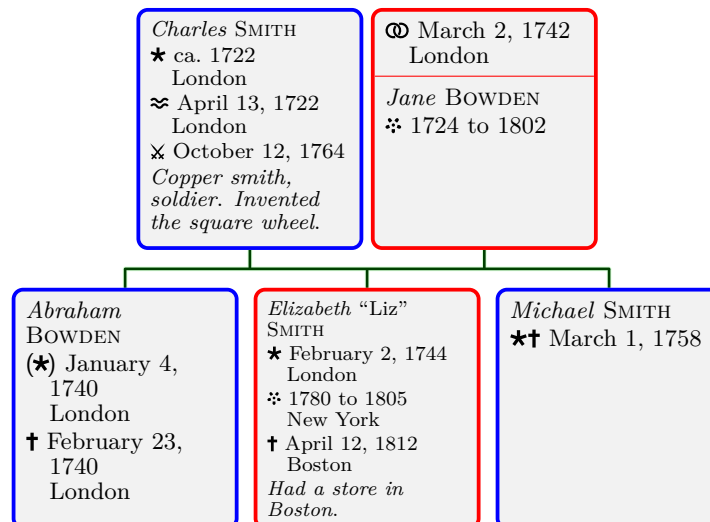 Charles SMITH
★ ca. 1722
London
≈ April 13, 1722
London
⚔ October 12, 1764
Copper smith,
soldier. Invented
the square wheel.
⚭ March 2, 1742
London
Jane BOWDEN
⁘ 1724 to 1802
Abraham
BOWDEN
(★) January 4,
1740
London
✝ February 23,
1740
London
Elizabeth “Liz”
SMITH
★ February 2, 1744
London
⁘ 1780 to 1805
New York
✝ April 12, 1812
Boston
Had a store in
Boston.
Michael SMITH
★✝ March 1, 1758